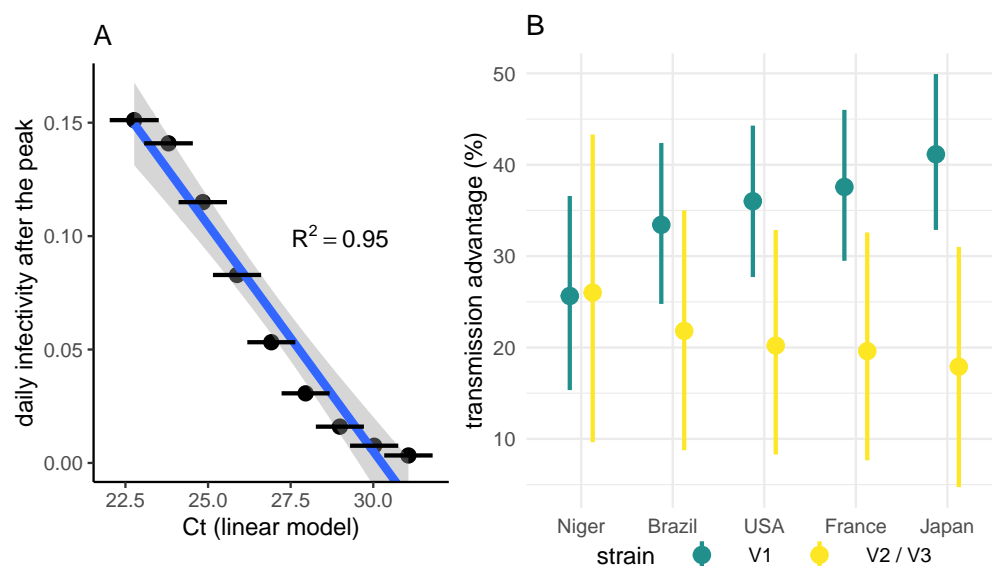 A
daily infectivity after the peak
0.15
0.10
0.05
0.00
R² = 0.95
22.5 25.0 27.5 30.0
Ct (linear model)
B
transmission advantage (%)
50
40
30
20
10
Niger Brazil USA France Japan
strain V1 V2 / V3